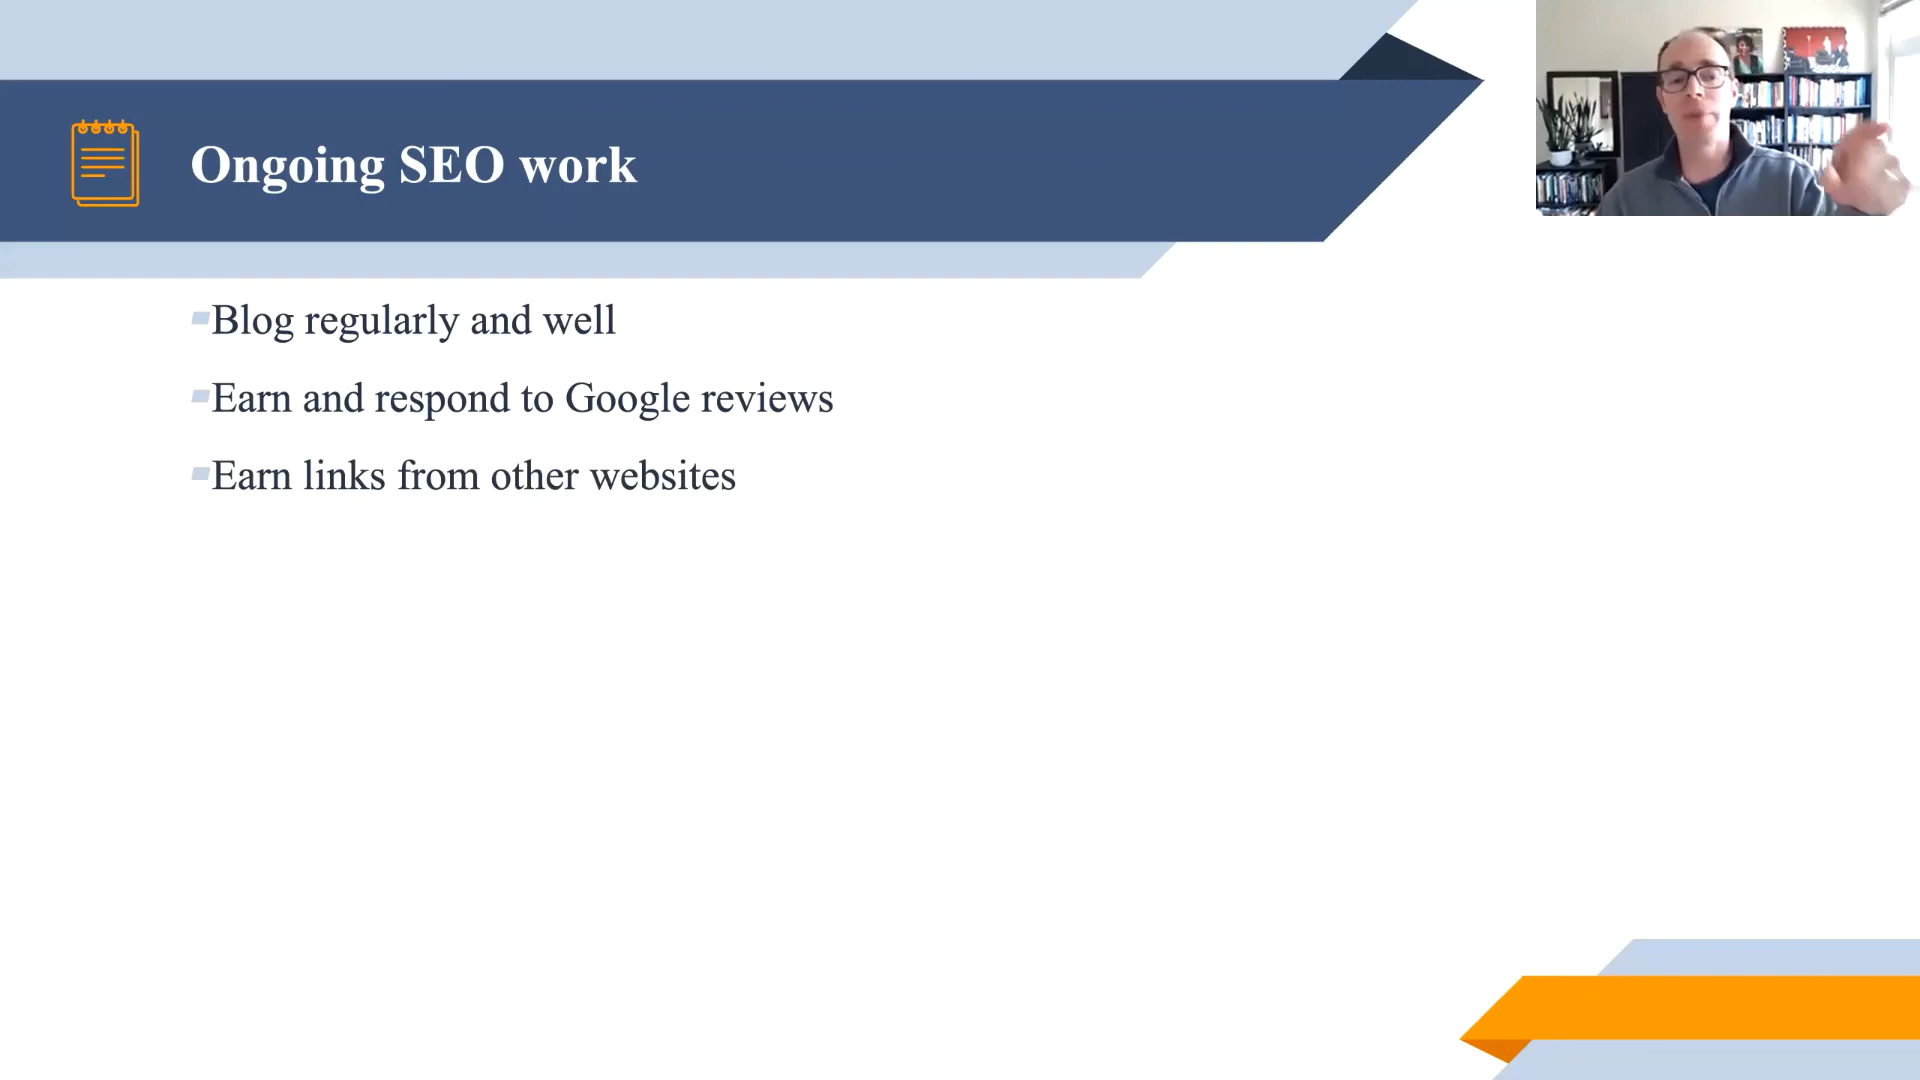 Ongoing SEO work
Blog regularly and well
Earn and respond to Google reviews
Earn links from other websites